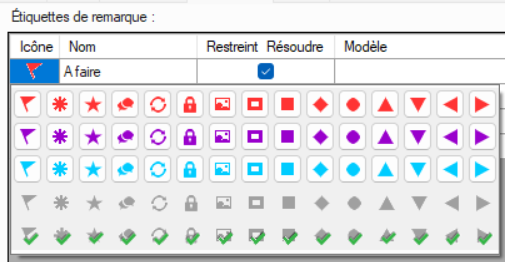 Étiquettes de remarque :
Icône Nom Restreint Résoudre Modèle
A faire